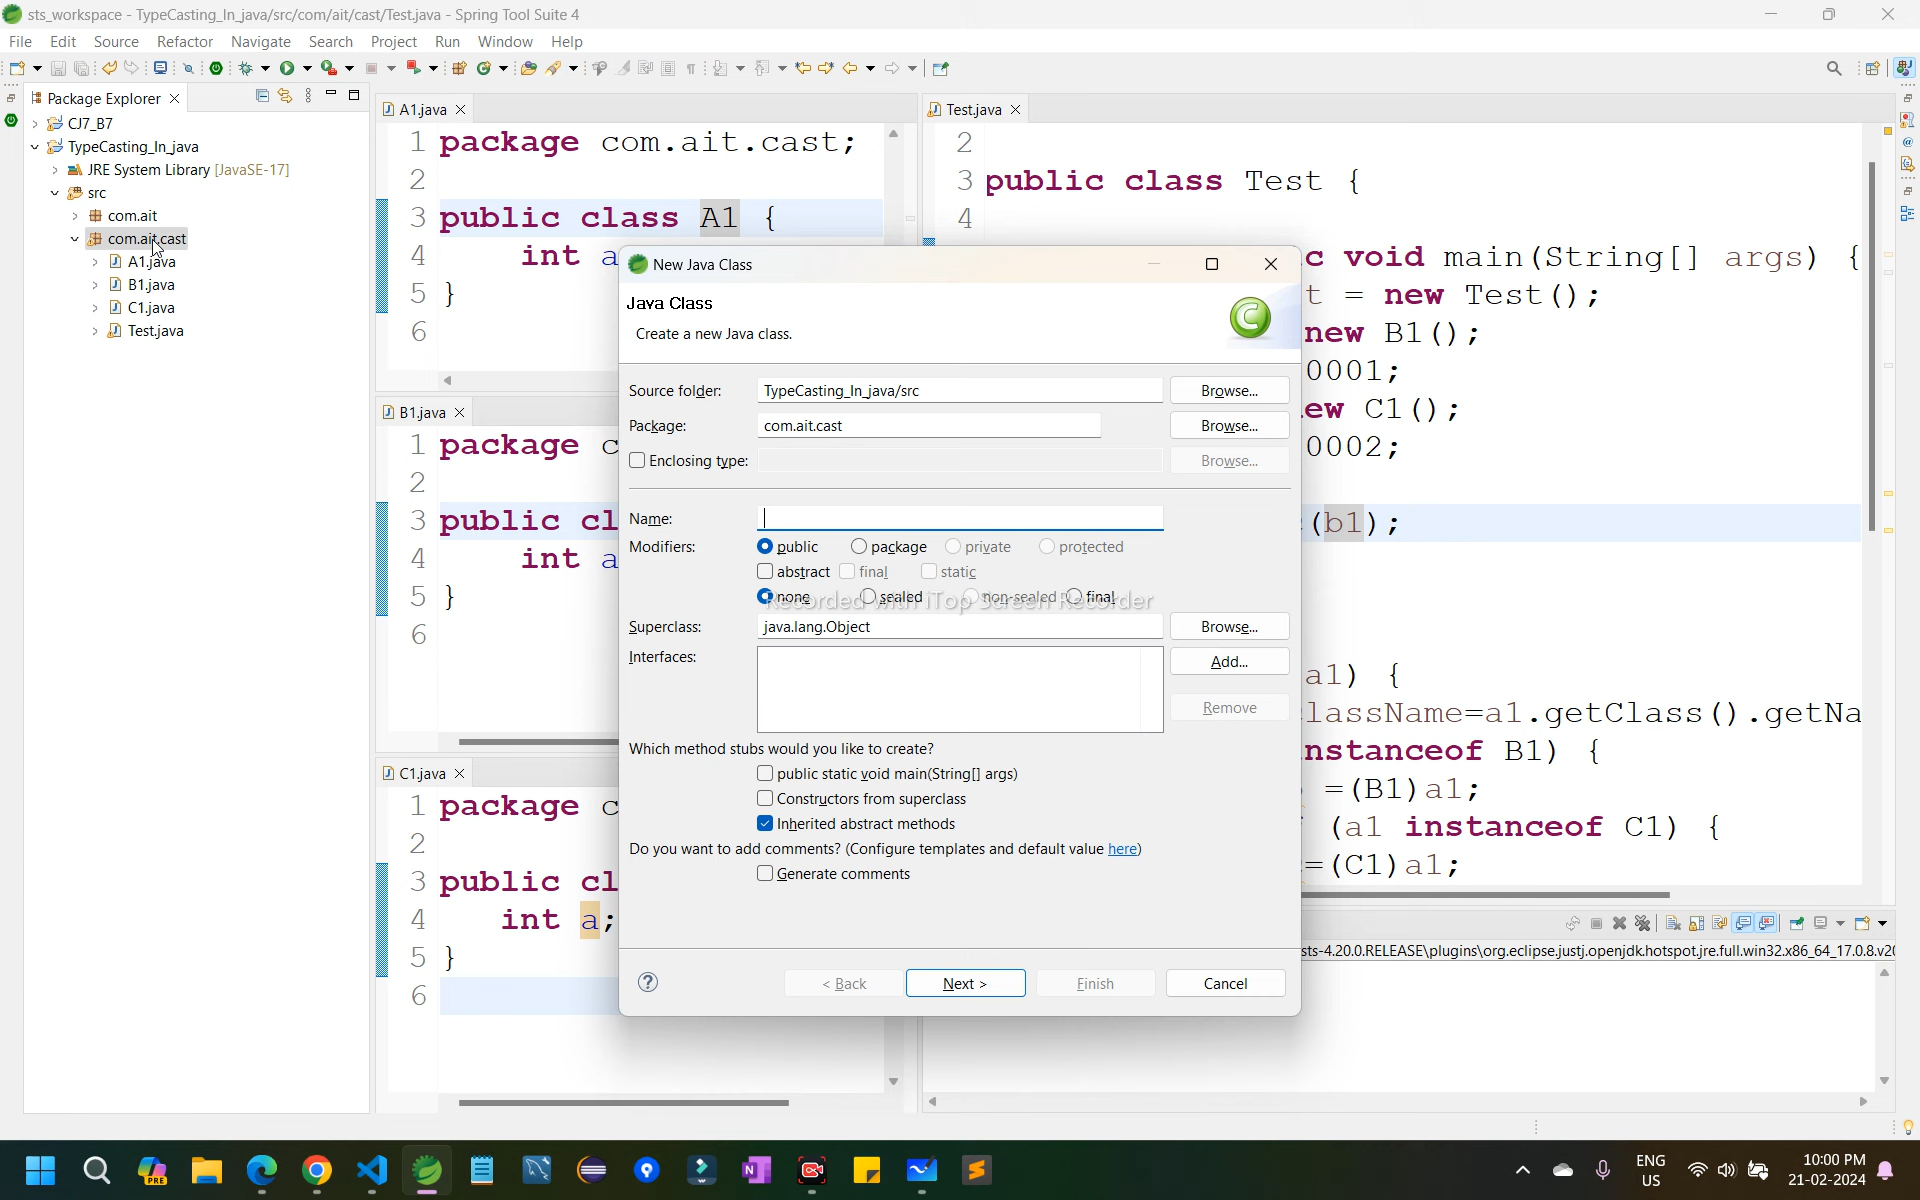 sts_workspace - TypeCasting_In_java/src/com/ait/cast/Test.java - Spring Tool Suite 4
File Edit Source Refactor Navigate Search Project Run Window Help
Package Explorer
CJ7_B7
TypeCasting_In_java
JRE System Library [JavaSE-17]
src
com.ait
com.ait.cast
A1.java
B1.java
C1.java
Test.java
A1.java
1 package com.ait.cast;
2
3 public class A1 {
4 int a
5 }
6
B1.java
1 package c
2
3 public cl
4 int a
5 }
6
C1.java
1 package c
2
3 public cl
4 int a;
5 }
6
Test.java
2
3 public class Test {
4
c void main(String[] args) {
t = new Test();
new B1();
0001;
ew C1();
0002;
(b1);
a1) {
lassName=a1.getClass().getNa
nstanceof B1) {
=(B1)a1;
(a1 instanceof C1) {
=(C1)a1;
New Java Class
Java Class
Create a new Java class.
C
Source folder: TypeCasting_In_java/src Browse...
Package: com.ait.cast Browse...
Enclosing type: Browse...
Name:
Modifiers: public package private protected
abstract final static
none sealed non-sealed final
Recorded with iTop Screen Recorder
Superclass: java.lang.Object Browse...
Interfaces: Add...
Remove
Which method stubs would you like to create?
public static void main(String[] args)
Constructors from superclass
Inherited abstract methods
Do you want to add comments? (Configure templates and default value here)
Generate comments
? < Back Next > Finish Cancel
sts-4.20.0.RELEASE\plugins\org.eclipse.justj.openjdk.hotspot.jre.full.win32.x86_64_17.0.8.v20
PRE
ENG
US
10:00 PM
21-02-2024